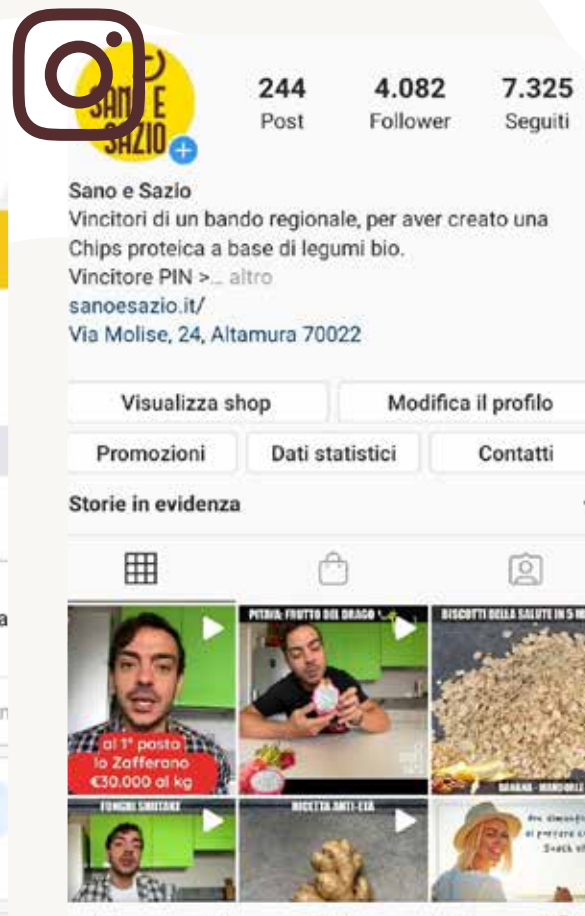 SANO E
SAZIO
244
Post
4.082
Follower
7.325
Seguiti
Sano e Sazio
Vincitori di un bando regionale, per aver creato una
Chips proteica a base di legumi bio.
Vincitore PIN >... altro
sanoesazio.it/
Via Molise, 24, Altamura 70022
Visualizza shop
Modifica il profilo
Promozioni
Dati statistici
Contatti
Storie in evidenza
al 1° posto
lo Zafferano
€30.000 al kg
PITAYA: FRUTTO DEL DRAGO
BISCOTTI DELLA SALUTE IN 5
BANANA - MANDORLE
FUNGHI SHIITAKE
RICETTA ANTI-ETÀ